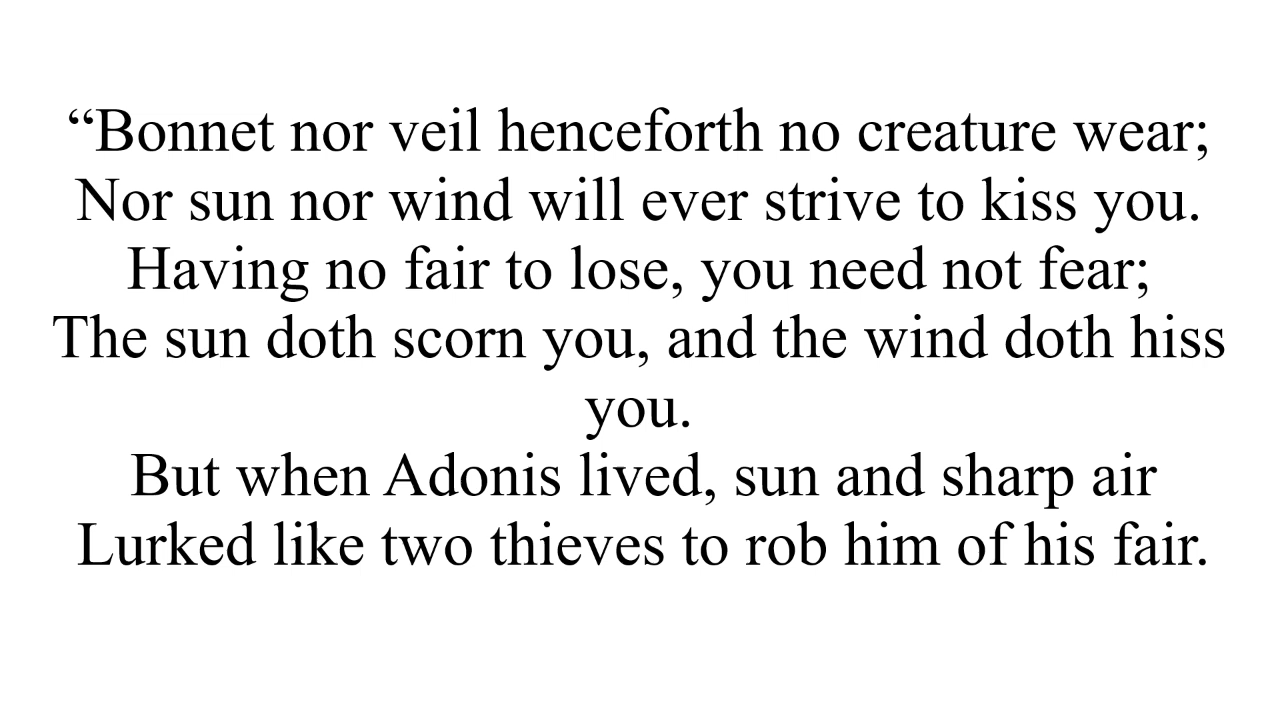 “Bonnet nor veil henceforth no creature wear;
Nor sun nor wind will ever strive to kiss you.
Having no fair to lose, you need not fear;
The sun doth scorn you, and the wind doth hiss
you.
But when Adonis lived, sun and sharp air
Lurked like two thieves to rob him of his fair.